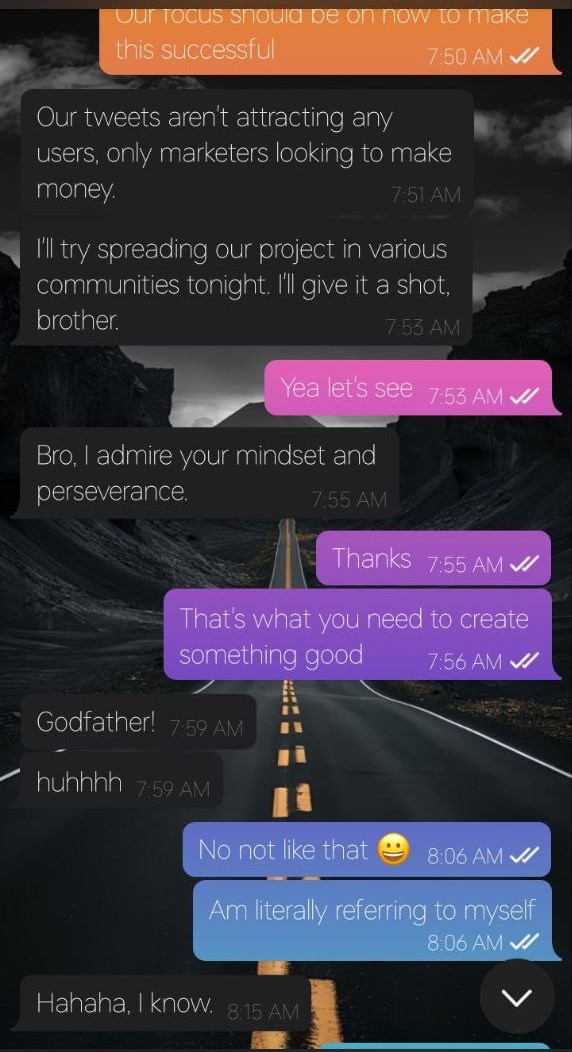 Our focus should be on how to make
this successful
7:50 AM
Our tweets aren't attracting any
users, only marketers looking to make
money.
7:51 AM
I'll try spreading our project in various
communities tonight. I'll give it a shot,
brother.
7:53 AM
Yea let's see
7:53 AM
Bro, I admire your mindset and
perseverance.
7:55 AM
Thanks
7:55 AM
That's what you need to create
something good
7:56 AM
Godfather!
7:59 AM
huhhhh
7:59 AM
No not like that 😀
8:06 AM
Am literally referring to myself
8:06 AM
Hahaha, I know.
8:15 AM